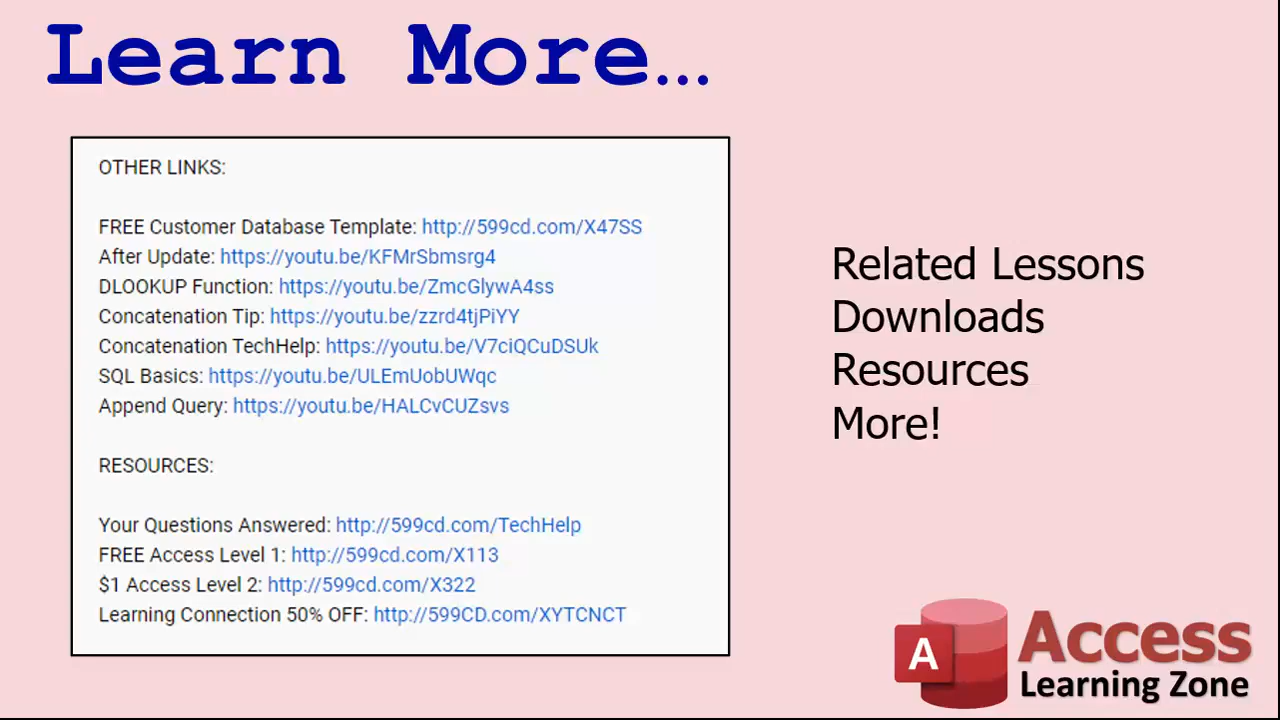 Learn More...
OTHER LINKS:
FREE Customer Database Template: http://599cd.com/X47SS
After Update: https://youtu.be/KFMrSbmsrg4
DLOOKUP Function: https://youtu.be/ZmcGlywA4ss
Concatenation Tip: https://youtu.be/zzrd4tjPiYY
Concatenation TechHelp: https://youtu.be/V7ciQCuDSUk
SQL Basics: https://youtu.be/ULEmUobUWqc
Append Query: https://youtu.be/HALCvCUZsvs
RESOURCES:
Your Questions Answered: http://599cd.com/TechHelp
FREE Access Level 1: http://599cd.com/X113
$1 Access Level 2: http://599cd.com/X322
Learning Connection 50% OFF: http://599CD.com/XYTCNCT
Related Lessons
Downloads
Resources
More!
A
Access
Learning Zone